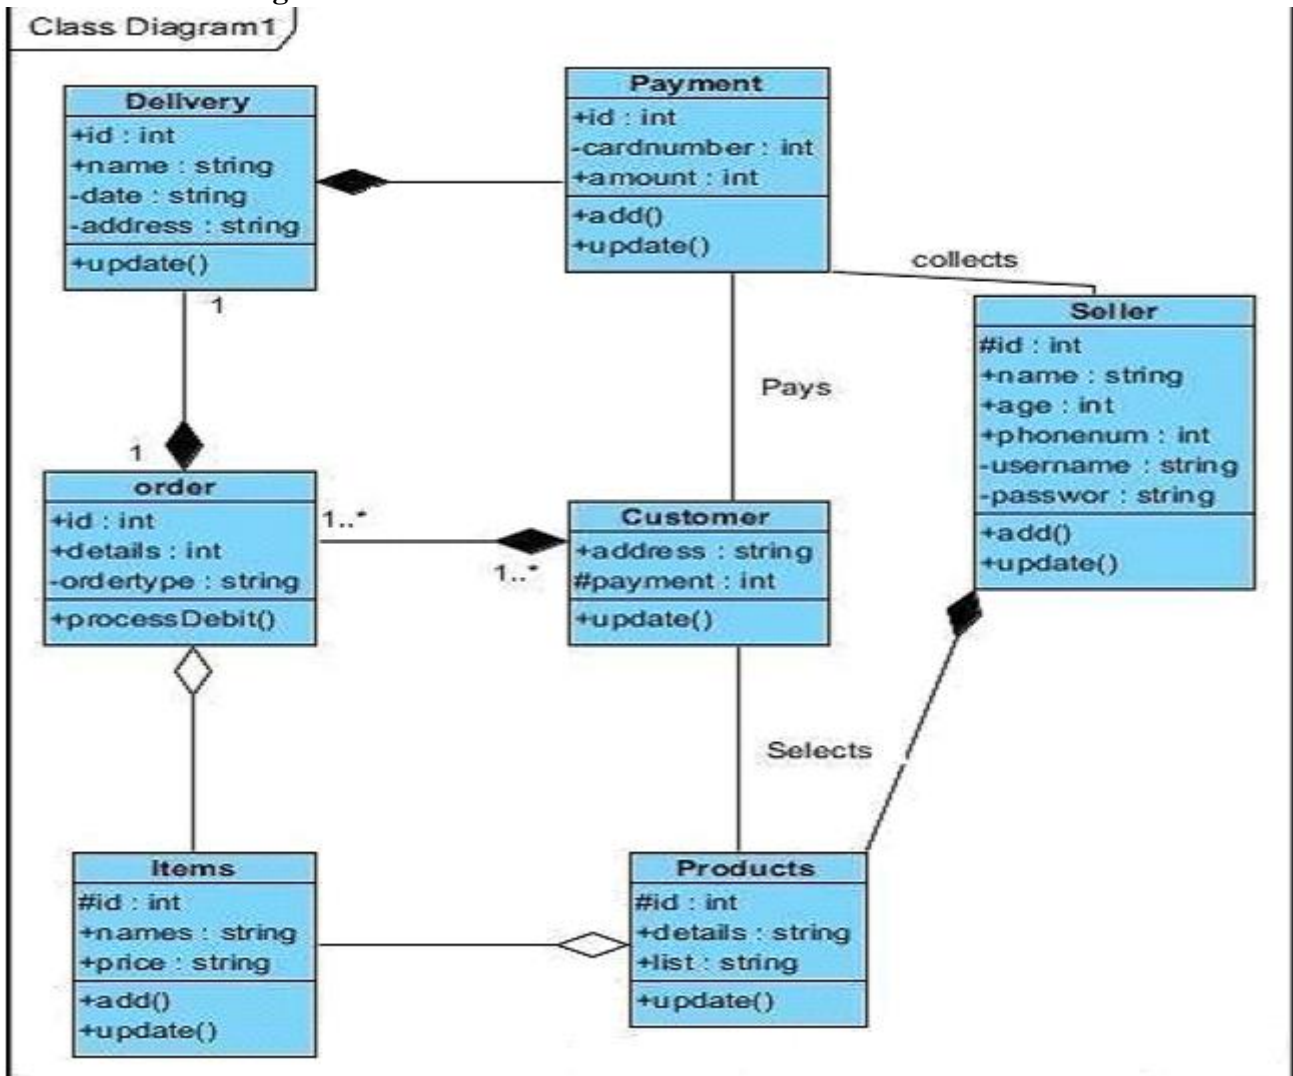 Class Diagram1
Delivery
+id : int
+name : string
-date : string
-address : string
+update()
Payment
+id : int
-cardnumber : int
+amount : int
+add()
+update()
collects
Seller
#id : int
+name : string
+age : int
+phonenum : int
-username : string
-passwor : string
+add()
+update()
1
Pays
1
order
+id : int
+details : int
-ordertype : string
+processDebit()
1..*
1..*
Customer
+address : string
#payment : int
+update()
Selects
Items
#id : int
+names : string
+price : string
+add()
+update()
Products
#id : int
+details : string
+list : string
+update()